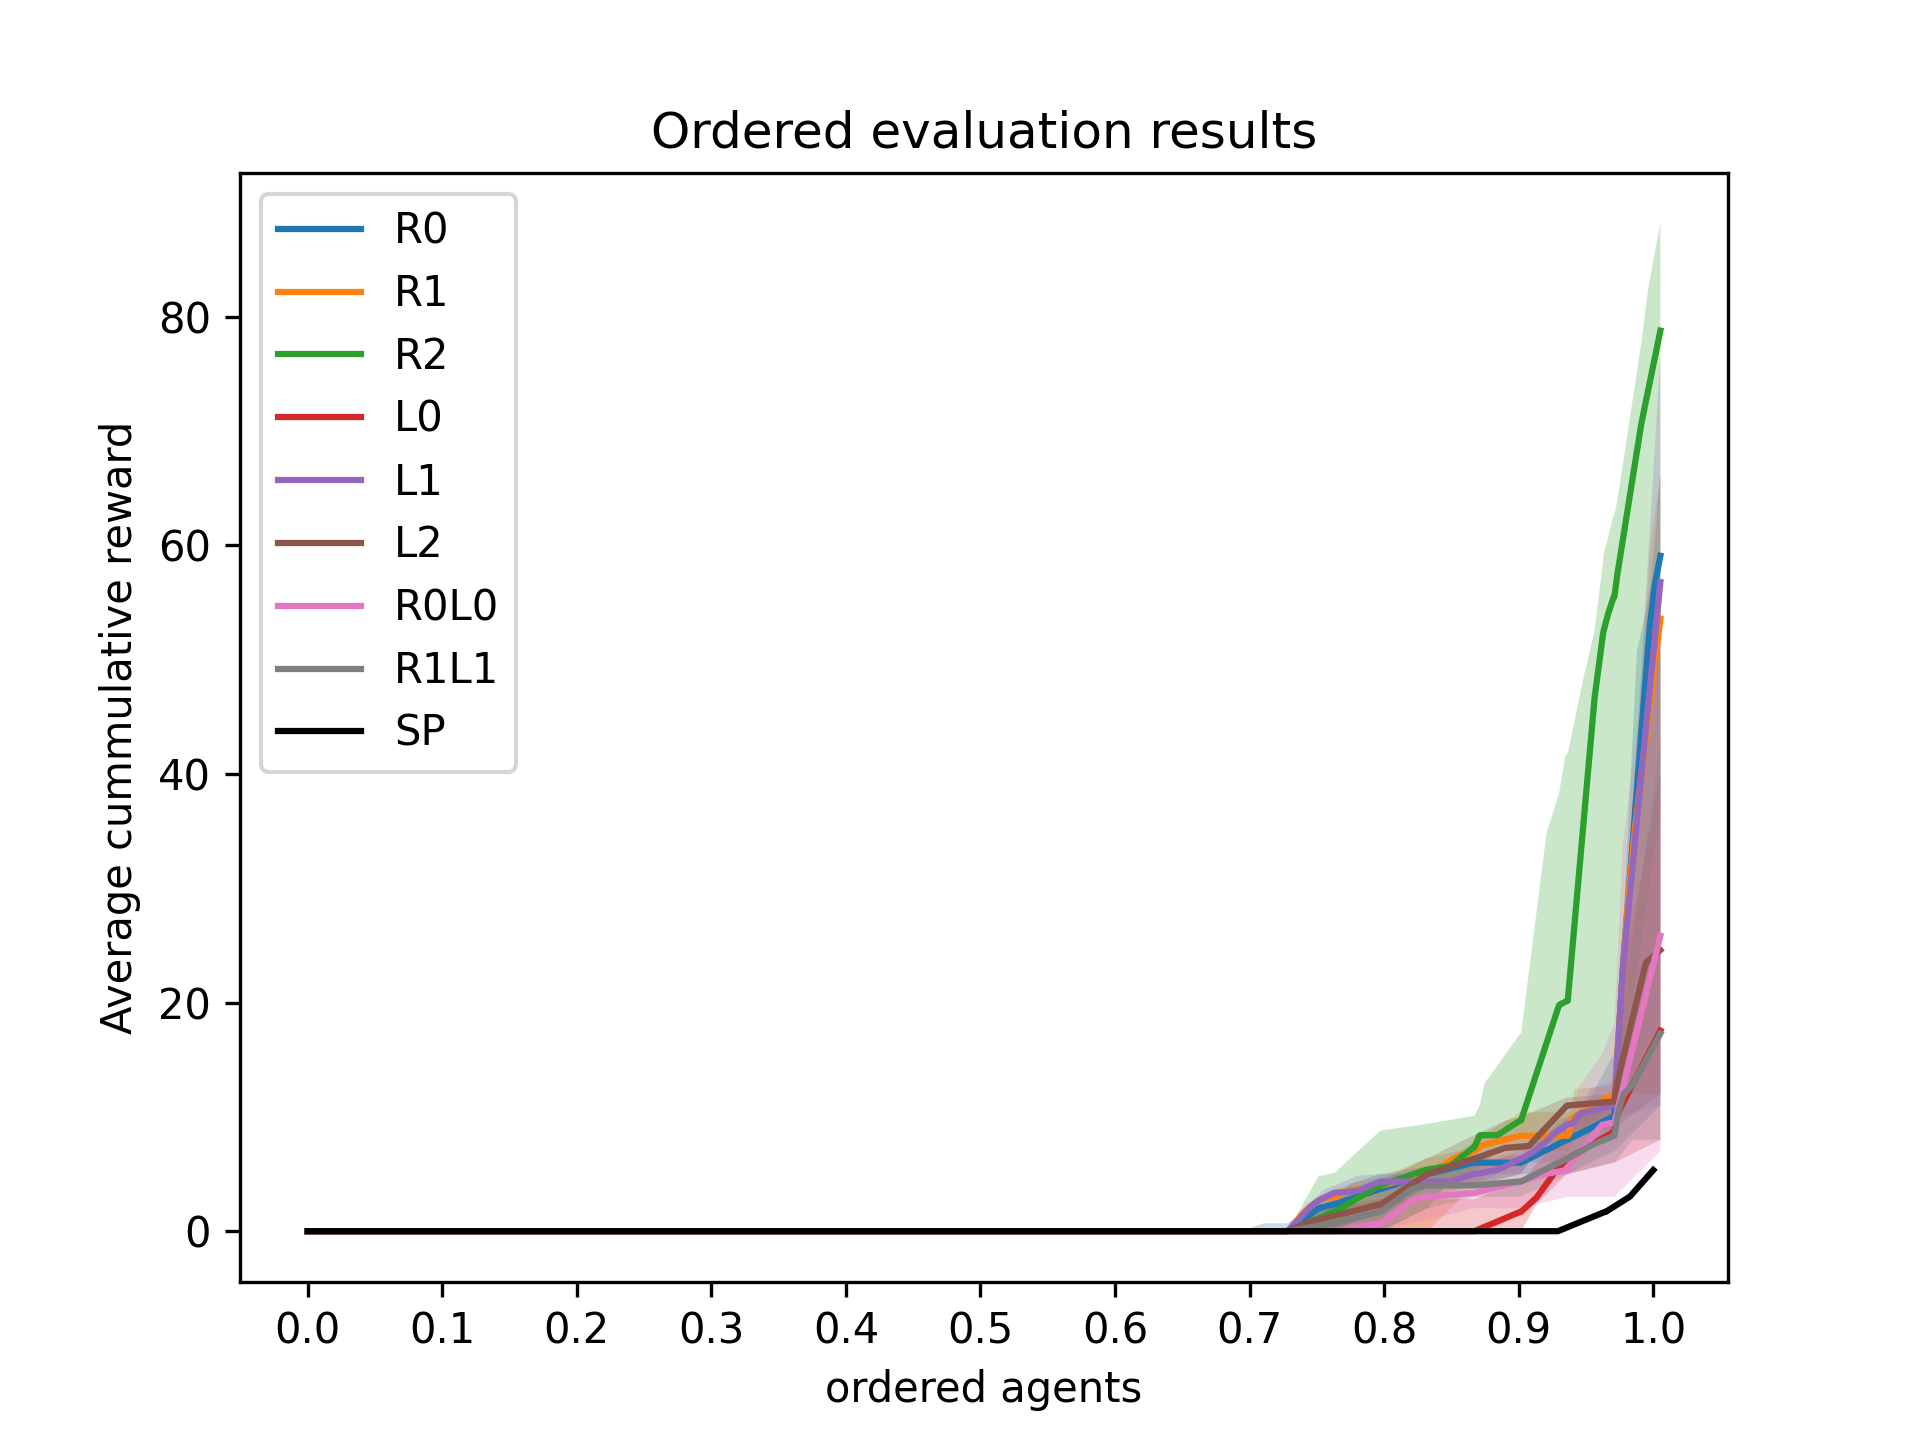 Ordered evaluation results
R0
R1
R2
L0
L1
L2
R0L0
R1L1
SP
Average cummulative reward
80
60
40
20
0
0.0 0.1 0.2 0.3 0.4 0.5 0.6 0.7 0.8 0.9 1.0
ordered agents